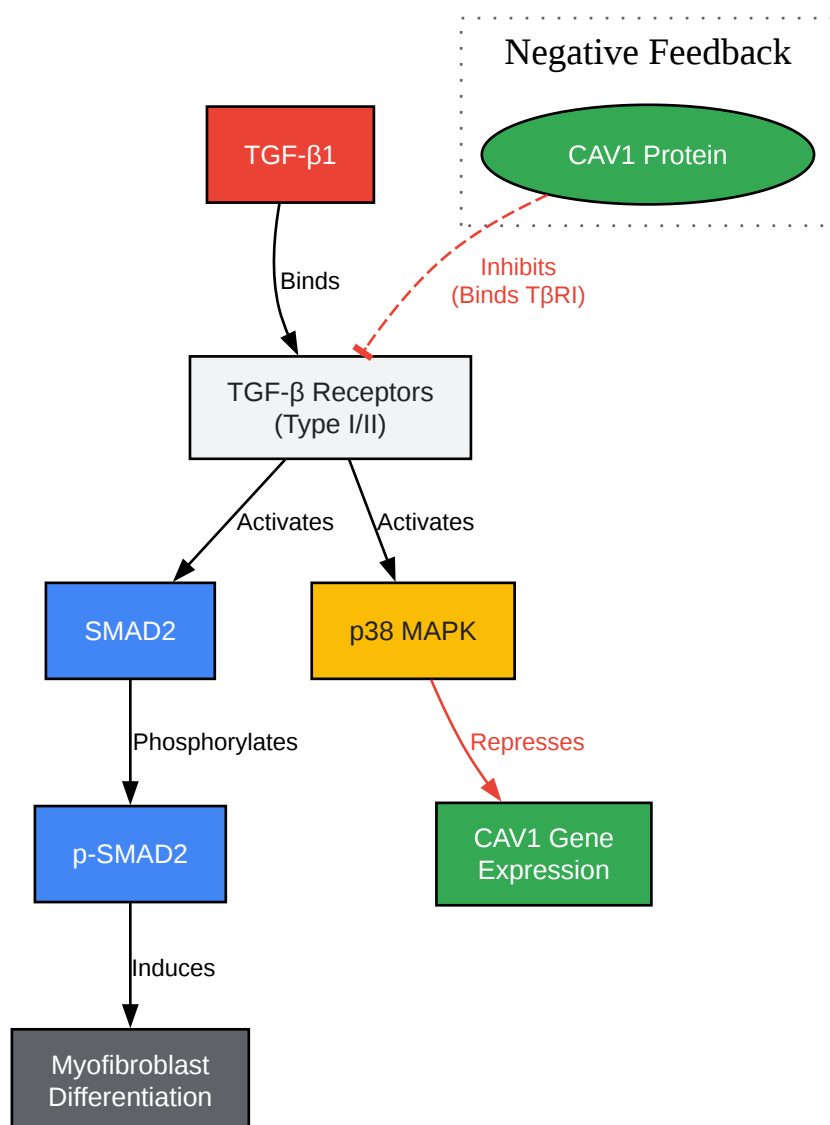 Negative Feedback
TGF-β1
CAV1 Protein
Binds
Inhibits
(Binds TβRI)
TGF-β Receptors
(Type I/II)
Activates
Activates
SMAD2
p38 MAPK
Phosphorylates
Represses
p-SMAD2
CAV1 Gene
Expression
Induces
Myofibroblast
Differentiation